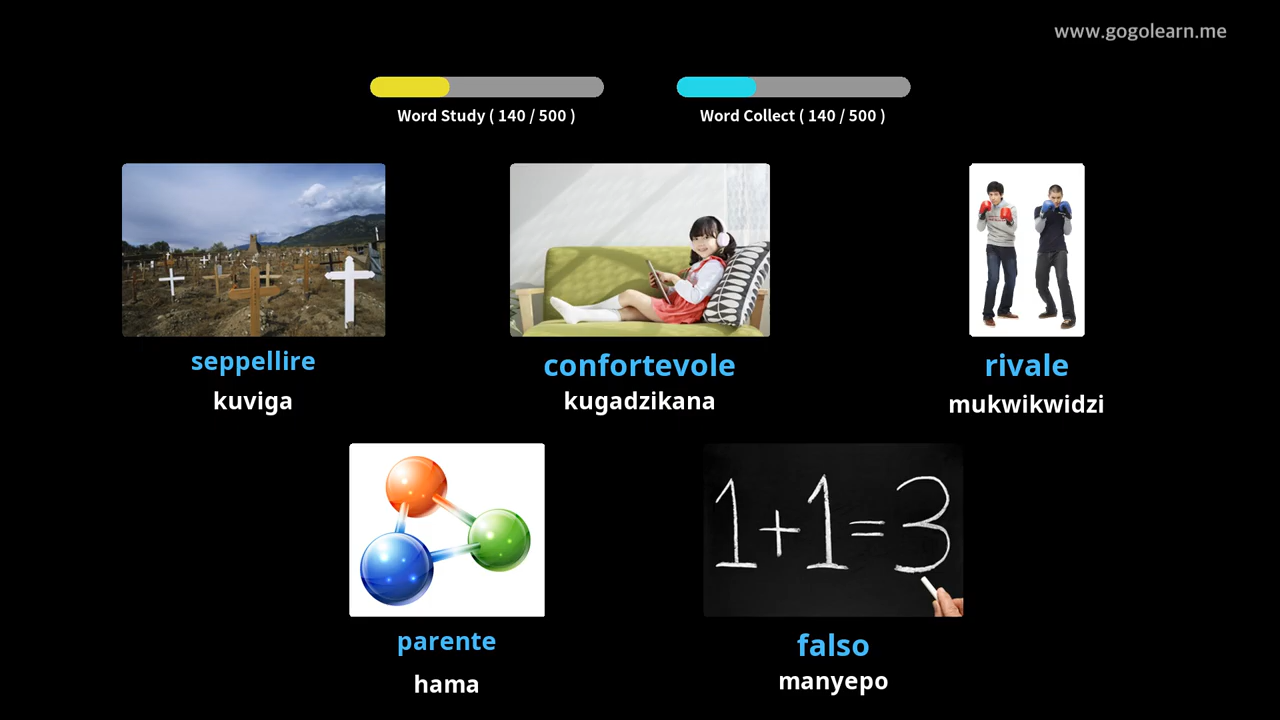 www.gogolearn.me
Word Study ( 140 / 500 )
Word Collect ( 140 / 500 )
seppellire
kuviga
confortevole
kugadzikana
rivale
mukwikwidzi
parente
hama
1+1=3
falso
manyepo